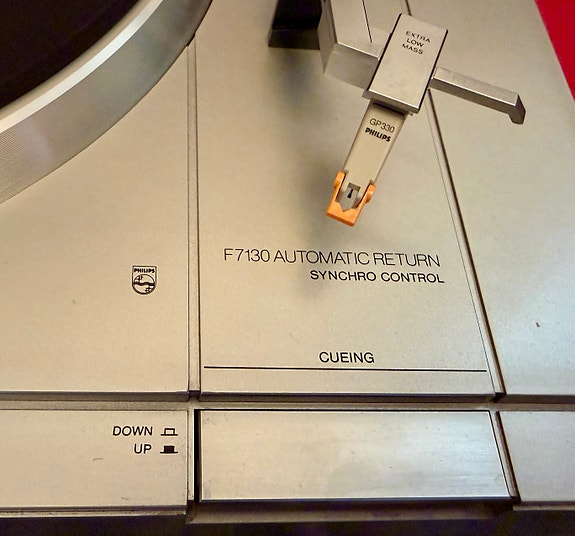 EXTRA
LOW
MASS
GP330
PHILIPS
F7130 AUTOMATIC RETURN
SYNCHRO CONTROL
PHILIPS
CUEING
DOWN
UP